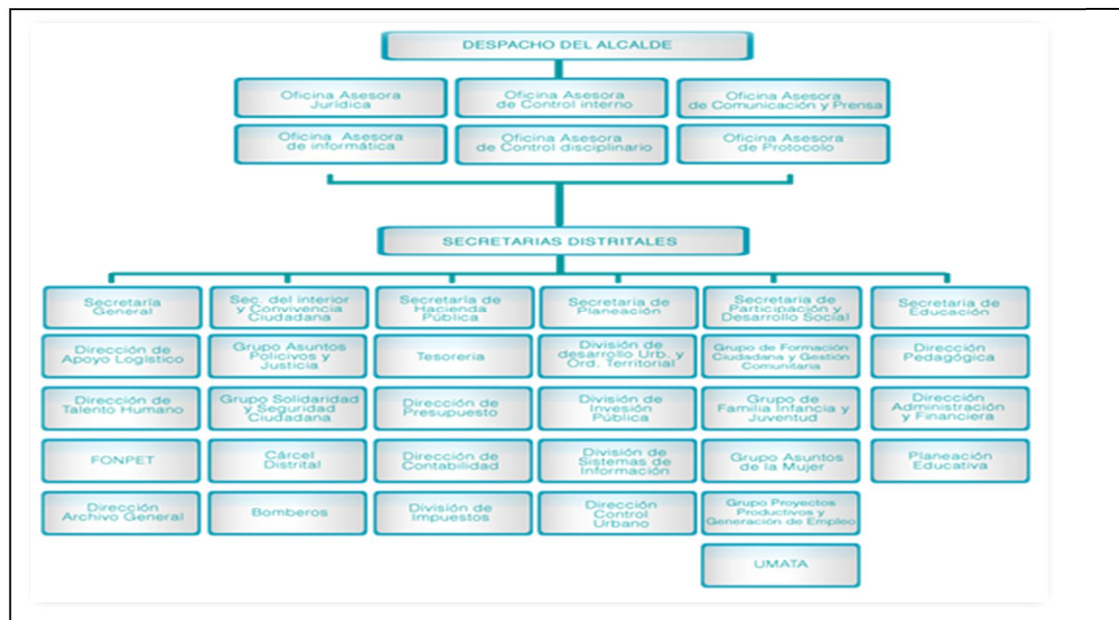 DESPACHO DEL ALCALDE
Oficina Asesora
Jurídica
Oficina Asesora
de Control interno
Oficina Asesora
de Comunicación y Prensa
Oficina Asesora
de informática
Oficina Asesora
de Control disciplinario
Oficina Asesora
de Protocolo
SECRETARIAS DISTRITALES
Secretaría
General
Sec. del interior
y Convivencia
Ciudadana
Secretaría de
Hacienda
Pública
Secretaria de
Planeación
Secretaria de
Participación y
Desarrollo Social
Secretaria de
Educación
Dirección de
Apoyo Logístico
Grupo Asuntos
Policivos y
Justicia
Tesoreria
División de
desarrollo Urb. y
Ord. Territorial
Grupo de Formación
Ciudadana y Gestión
Comunitaria
Dirección
Pedagógica
Dirección de
Talento Humano
Grupo Solidaridad
y Seguridad
Ciudadana
Dirección de
Presupuesto
División de
Invesión
Pública
Grupo de
Familia Infancia y
Juventud
Dirección
Administración
y Financiera
FONPET
Cárcel
Distrital
Dirección de
Contabilidad
División de
Sistemas de
Información
Grupo Asuntos
de la Mujer
Planeación
Educativa
Dirección
Archivo General
Bomberos
División de
Impuestos
Dirección
Control
Urbano
Grupo Proyectos
Productivos y
Generación de Empleo
UMATA